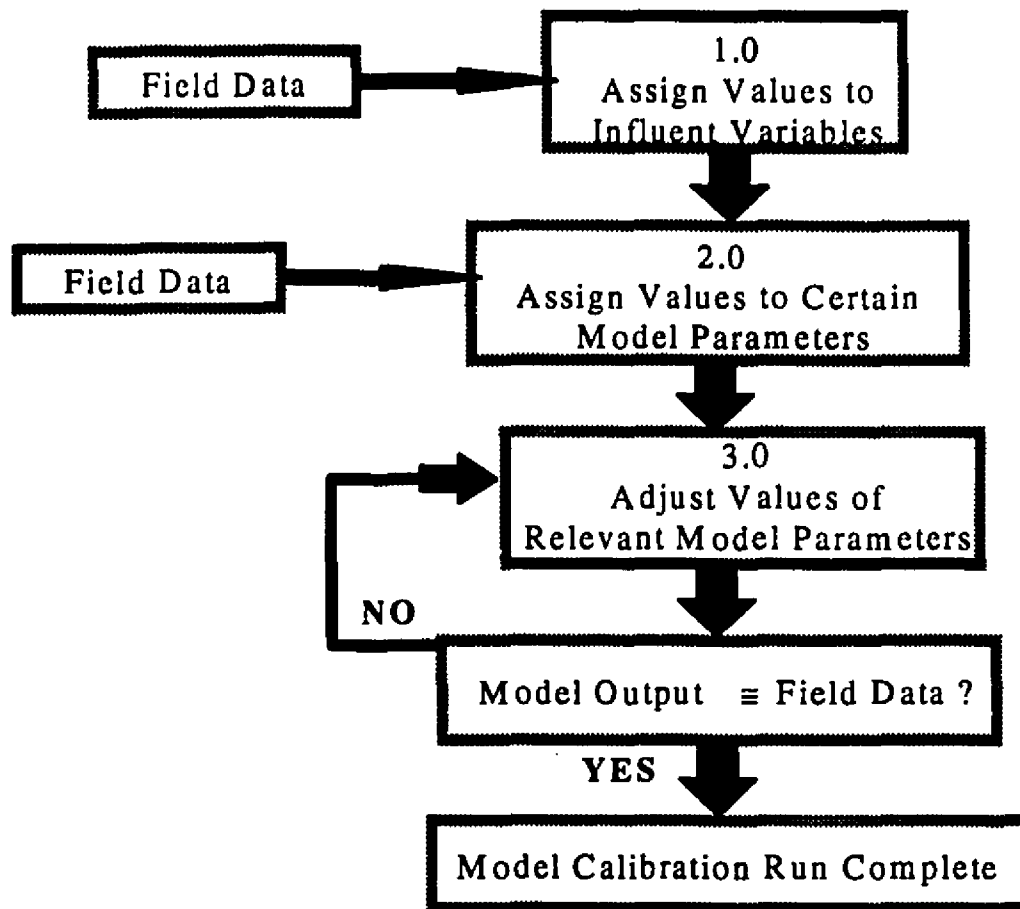 Field Data
1.0
Assign Values to
Influent Variables
Field Data
2.0
Assign Values to Certain
Model Parameters
3.0
Adjust Values of
Relevant Model Parameters
NO
Model Output ≅ Field Data ?
YES
Model Calibration Run Complete